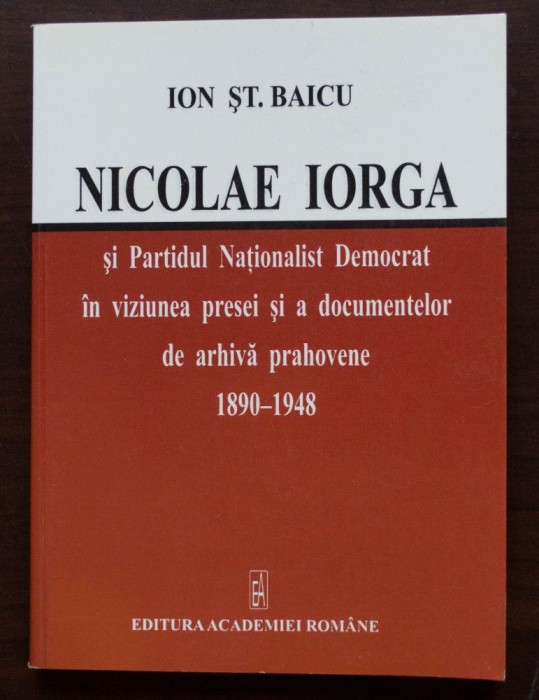 ION ŞT. BAICU
NICOLAE IORGA
şi Partidul Naţionalist Democrat
în viziunea presei şi a documentelor
de arhivă prahovene
1890–1948
EA
EDITURA ACADEMIEI ROMÂNE